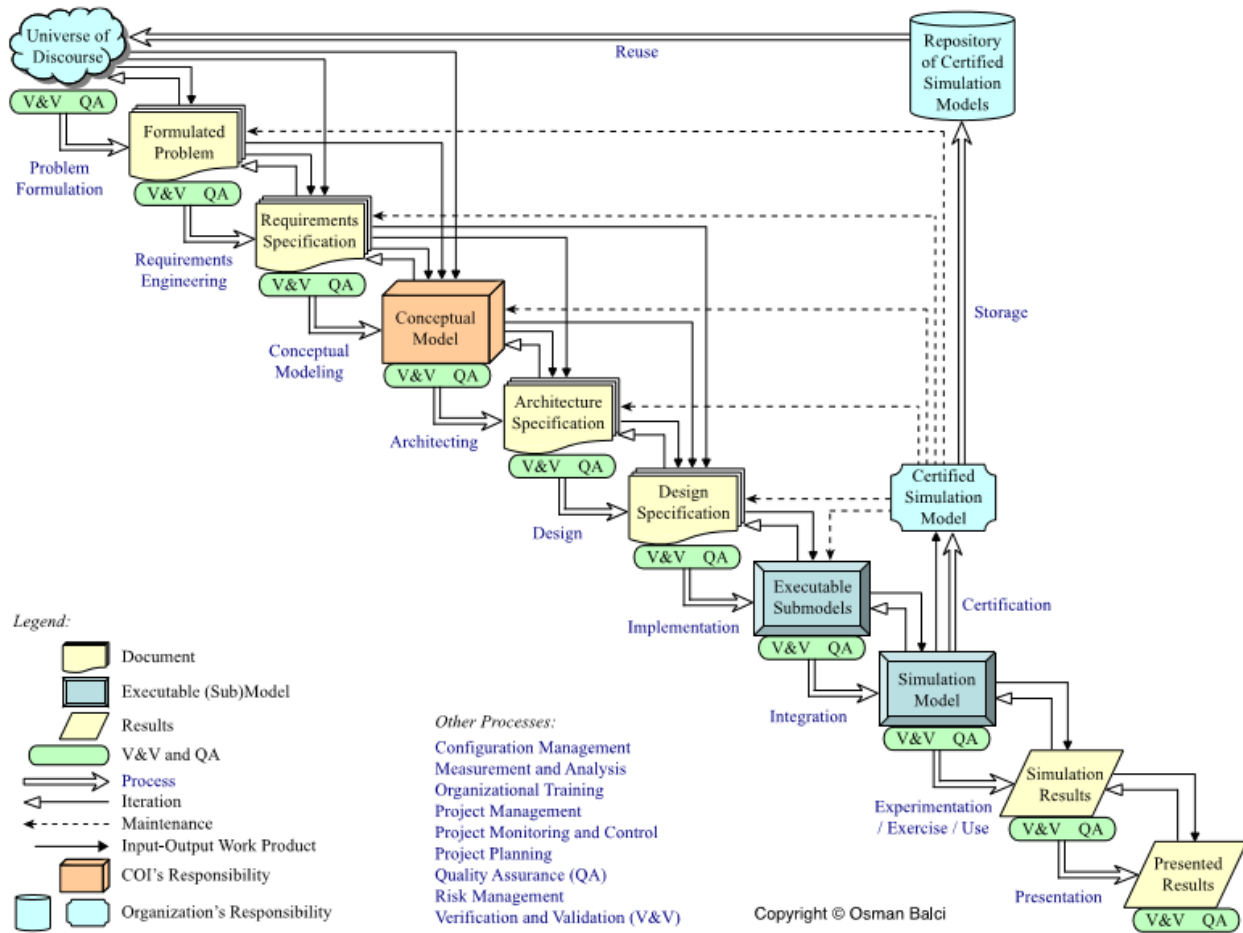 Universe of
Discourse
V&V QA
Reuse
Repository
of Certified
Simulation
Models
Problem
Formulation
Formulated
Problem
V&V QA
Requirements
Engineering
Requirements
Specification
V&V QA
Conceptual
Modeling
Conceptual
Model
V&V QA
Storage
Architecting
Architecture
Specification
V&V QA
Design
Design
Specification
V&V QA
Certified
Simulation
Model
Implementation
Executable
Submodels
V&V QA
Certification
Integration
Simulation
Model
V&V QA
Experimentation
/ Exercise / Use
Simulation
Results
V&V QA
Presentation
Presented
Results
V&V QA
Legend:
Document
Executable (Sub)Model
Results
V&V and QA
Process
Iteration
Maintenance
Input-Output Work Product
COI's Responsibility
Organization's Responsibility
Other Processes:
Configuration Management
Measurement and Analysis
Organizational Training
Project Management
Project Monitoring and Control
Project Planning
Quality Assurance (QA)
Risk Management
Verification and Validation (V&V)
Copyright © Osman Balci